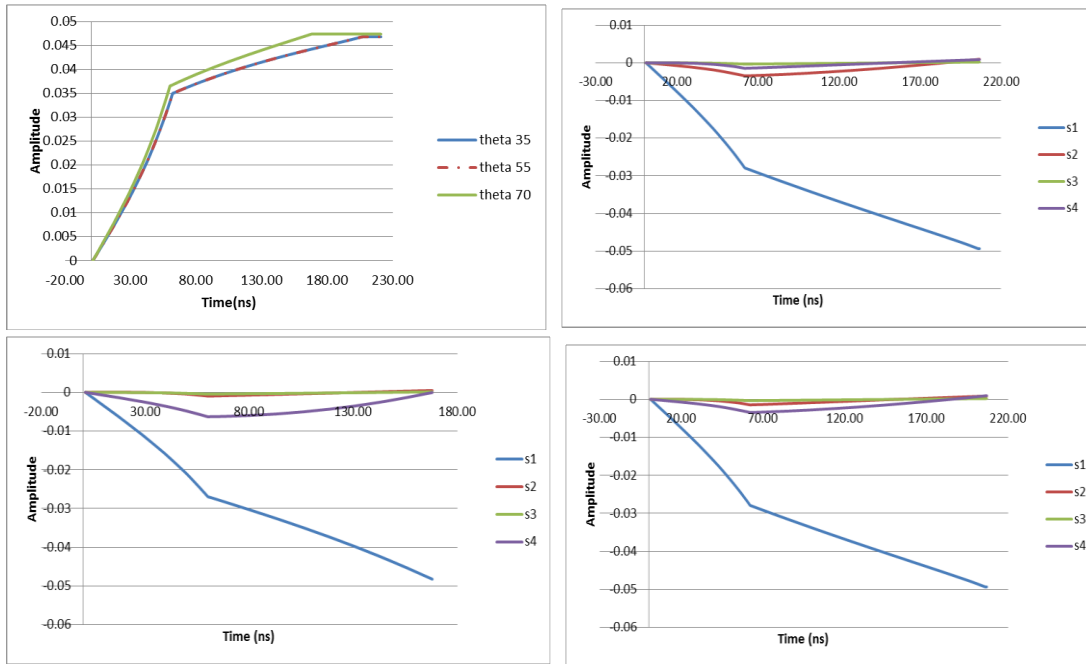 0.05
0.045
0.04
0.035
0.03
0.025
0.02
0.015
0.01
0.005
0
Amplitude
-20.00 30.00 80.00 130.00 180.00 230.00
Time(ns)
theta 35
theta 55
theta 70
0.01
0
-0.01
-0.02
-0.03
-0.04
-0.05
-0.06
Amplitude
-30.00 20.00 70.00 120.00 170.00 220.00
Time (ns)
s1
s2
s3
s4
0.01
0
-0.01
-0.02
-0.03
-0.04
-0.05
-0.06
Amplitude
-20.00 30.00 80.00 130.00 180.00
Time (ns)
s1
s2
s3
s4
0.01
0
-0.01
-0.02
-0.03
-0.04
-0.05
-0.06
Amplitude
-30.00 20.00 70.00 120.00 170.00 220.00
Time (ns)
s1
s2
s3
s4